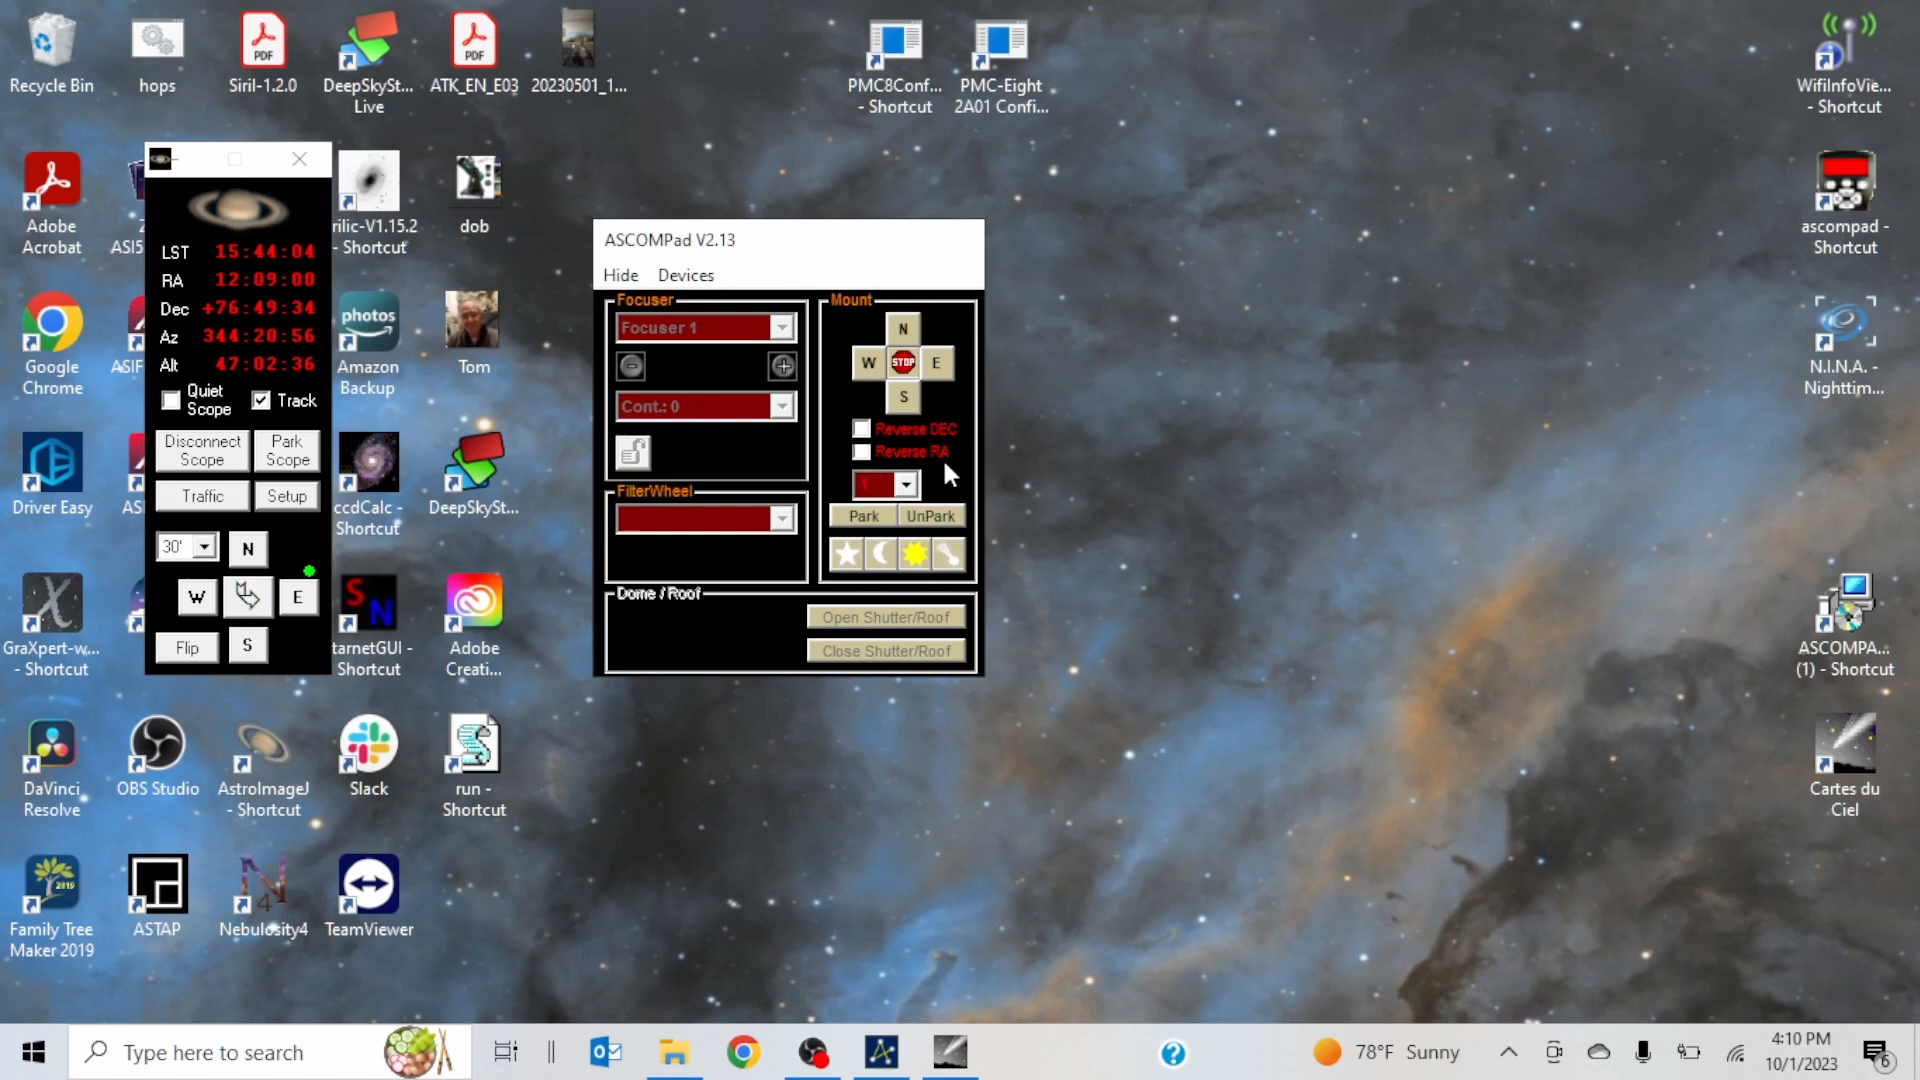 Recycle Bin
hops
Siril-1.2.0
DeepSkySt...
Live
ATK_EN_E03
20230501_1...
PMC8Conf...
- Shortcut
PMC-Eight
2A01 Confi...
WifiInfoVie...
- Shortcut
Adobe
Acrobat
ASI5
rilic-V1.15.2
- Shortcut
dob
ascompad -
Shortcut
LST 15:44:04
RA 12:09:00
Dec +76:49:34
Az 344:20:56
Alt 47:02:36
Quiet
Scope
Track
Disconnect
Scope
Park
Scope
Traffic
Setup
30'
N
W
E
Flip
S
ASCOMPad V2.13
Hide Devices
Focuser
Focuser 1
Cont.: 0
FilterWheel
Mount
N
W
STOP
E
S
Reverse DEC
Reverse RA
1
Park
UnPark
Dome / Roof
Open Shutter/Roof
Close Shutter/Roof
Google
Chrome
ASIF
photos
Amazon
Backup
Tom
N.I.N.A. -
Nighttim...
Driver Easy
ASI
ccdCalc -
Shortcut
DeepSkySt...
GraXpert-w...
- Shortcut
S
N
tarnetGUI -
Shortcut
Adobe
Creati...
ASCOMPA...
(1) - Shortcut
DaVinci
Resolve
OBS Studio
AstroImageJ
- Shortcut
Slack
run -
Shortcut
Cartes du
Ciel
2019
Family Tree
Maker 2019
ASTAP
N
4
Nebulosity4
TeamViewer
Type here to search
78°F Sunny
4:10 PM
10/1/2023
6